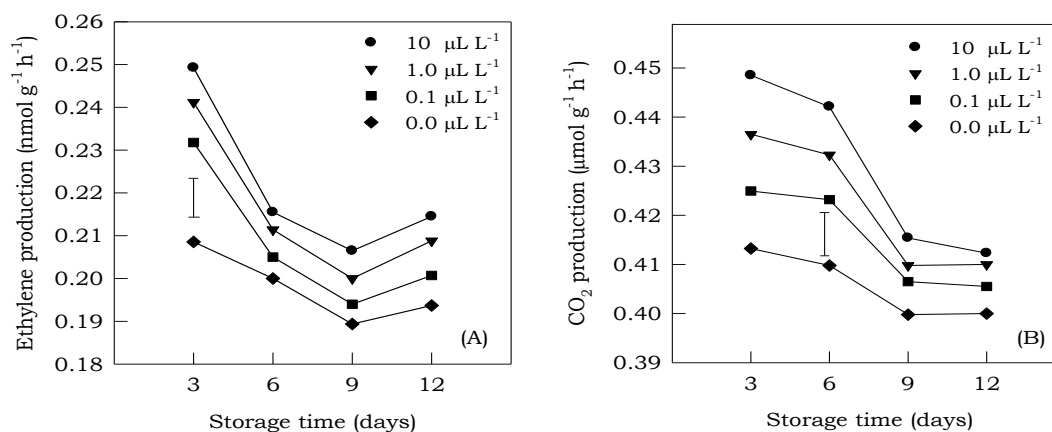 Ethylene production (nmol g⁻¹ h⁻¹)
0.26
0.25
0.24
0.23
0.22
0.21
0.20
0.19
0.18
10 μL L⁻¹
1.0 μL L⁻¹
0.1 μL L⁻¹
0.0 μL L⁻¹
(A)
3 6 9 12
Storage time (days)
CO₂ production (μmol g⁻¹ h⁻¹)
0.45
0.44
0.43
0.42
0.41
0.40
0.39
10 μL L⁻¹
1.0 μL L⁻¹
0.1 μL L⁻¹
0.0 μL L⁻¹
(B)
3 6 9 12
Storage time (days)